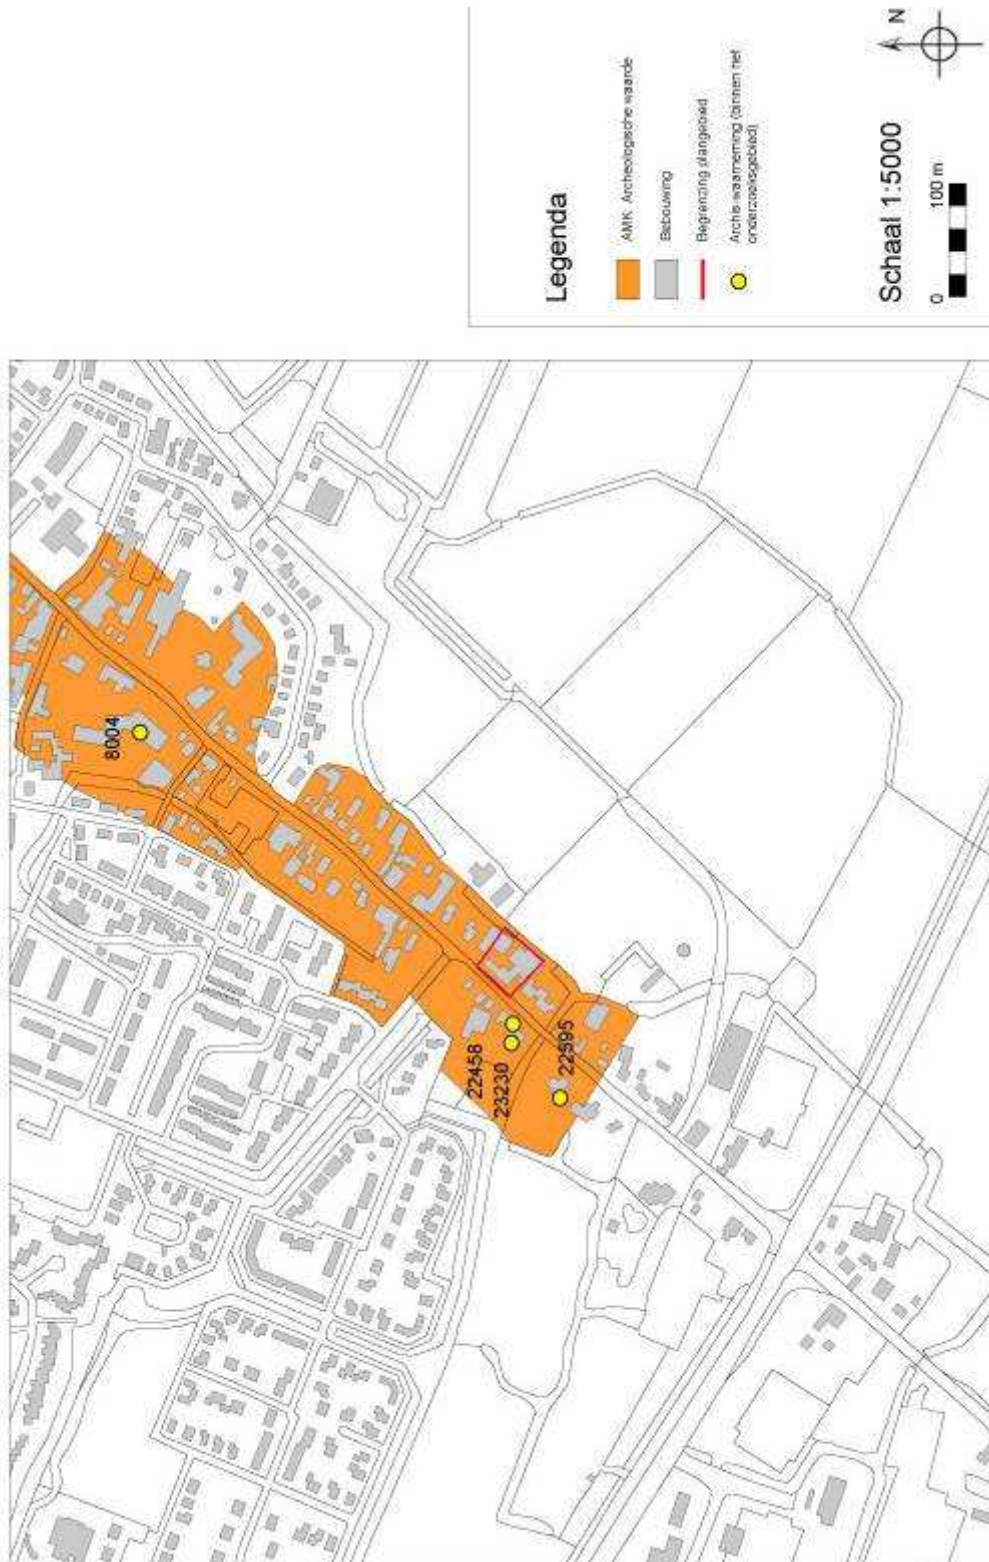 8004
22458
23230
22595
Legenda
AMK Archeologische waarde
Bebouwing
Begrenzing plangebied
Archis-waarneming (binnen het
onderzoeksgebied)
Schaal 1:5000
0 100 m
N